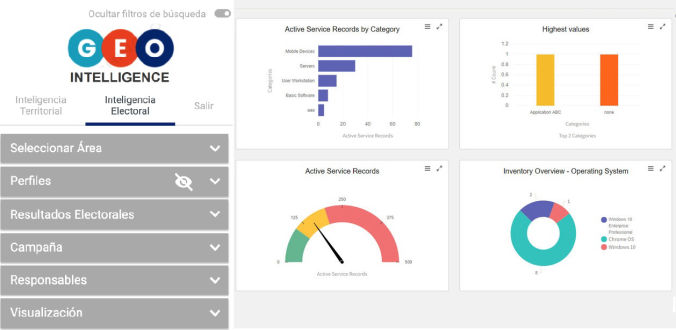 Ocultar filtros de búsqueda
GEO
INTELLIGENCE
Inteligencia
Territorial
Inteligencia
Electoral
Salir
Seleccionar Área
Perfiles
Resultados Electorales
Campaña
Responsables
Visualización
Active Service Records by Category
Categories
Mobile Devices
Servers
User Workstation
Basic Software
0 20 40 60 80
Active Service Records
Highest values
# Count
1.2
1
0.8
0.6
0.4
0.2
0
Application ABC
none
Categories
Top 2 Categories
Active Service Records
0
125
250
375
500
Active Service Records
Inventory Overview - Operating System
2
1
8
Windows 10
Enterprise
Professional
Chrome OS
Windows 10